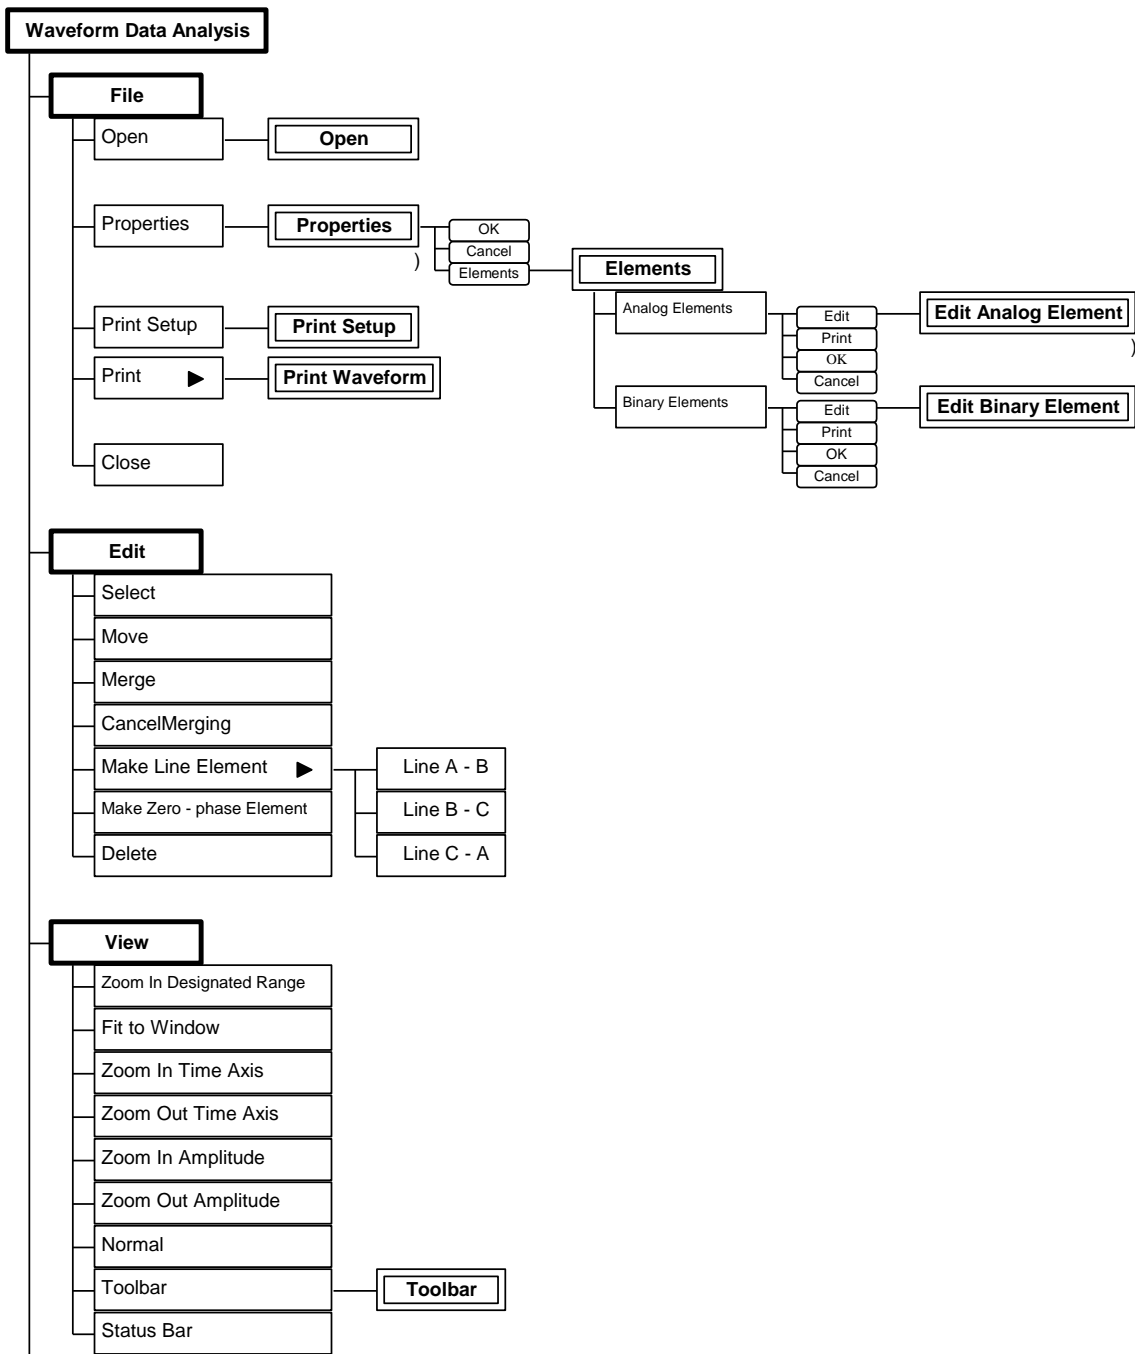 Waveform Data Analysis
File
Open
Open
Properties
Properties
)
OK
Cancel
Elements
Elements
Analog Elements
Edit
Print
OK
Cancel
Edit Analog Element
)
Binary Elements
Edit
Print
OK
Cancel
Edit Binary Element
Print Setup
Print Setup
Print ▶
Print Waveform
Close
Edit
Select
Move
Merge
CancelMerging
Make Line Element ▶
Line A - B
Line B - C
Line C - A
Make Zero - phase Element
Delete
View
Zoom In Designated Range
Fit to Window
Zoom In Time Axis
Zoom Out Time Axis
Zoom In Amplitude
Zoom Out Amplitude
Normal
Toolbar
Toolbar
Status Bar